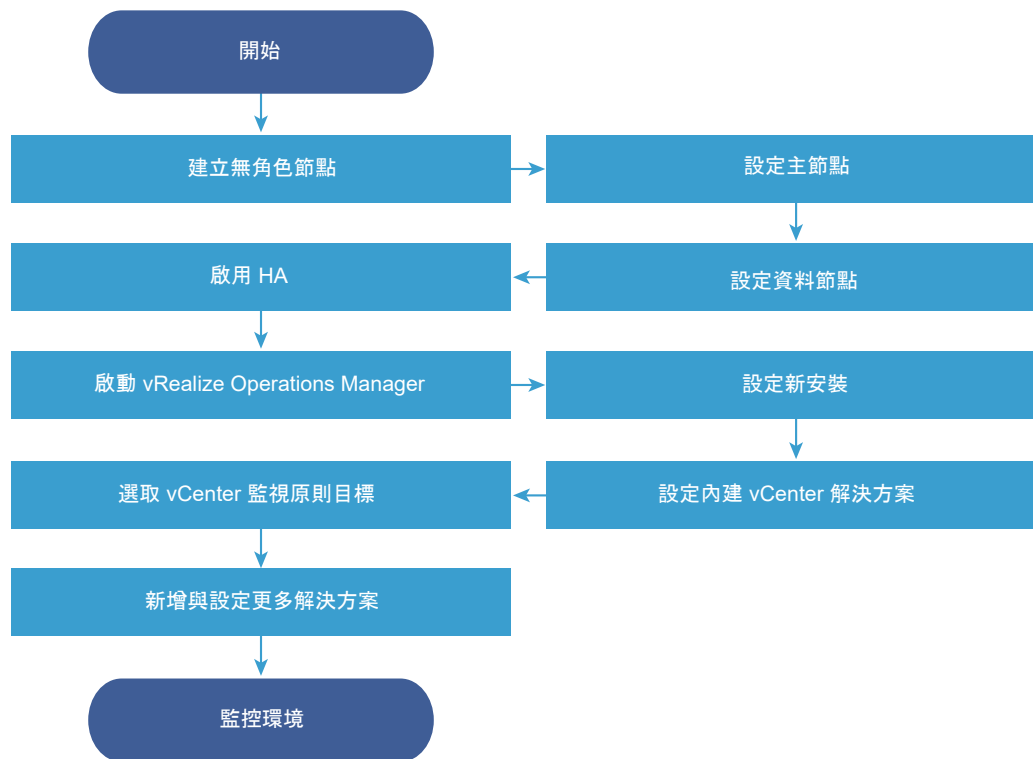 開始
建立無角色節點
設定主節點
啟用 HA
設定資料節點
啟動 vRealize Operations Manager
設定新安裝
選取 vCenter 監視原則目標
設定內建 vCenter 解決方案
新增與設定更多解決方案
監控環境